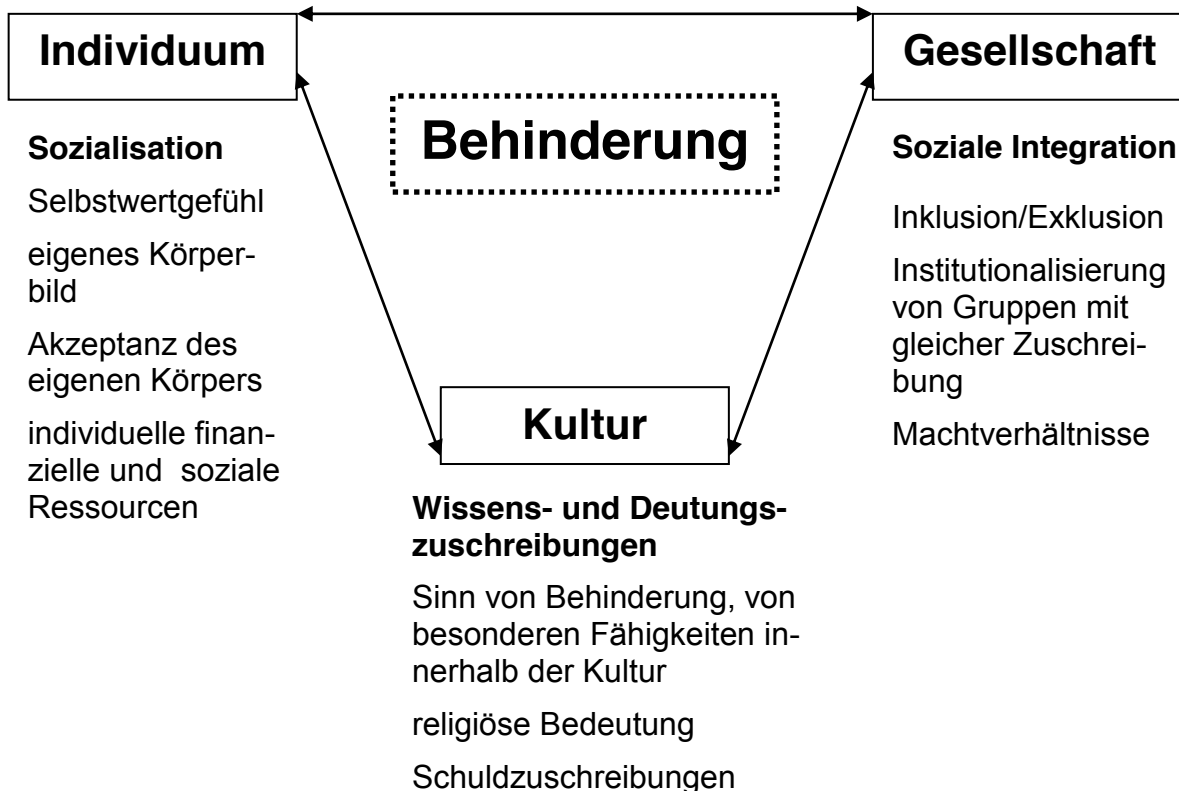 Individuum
Gesellschaft
Behinderung
Sozialisation
Selbstwertgefühl
eigenes Körper-
bild
Akzeptanz des
eigenen Körpers
individuelle finan-
zielle und soziale
Ressourcen
Soziale Integration
Inklusion/Exklusion
Institutionalisierung
von Gruppen mit
gleicher Zuschrei-
bung
Machtverhältnisse
Kultur
Wissens- und Deutungs-
zuschreibungen
Sinn von Behinderung, von
besonderen Fähigkeiten in-
nerhalb der Kultur
religiöse Bedeutung
Schuldzuschreibungen